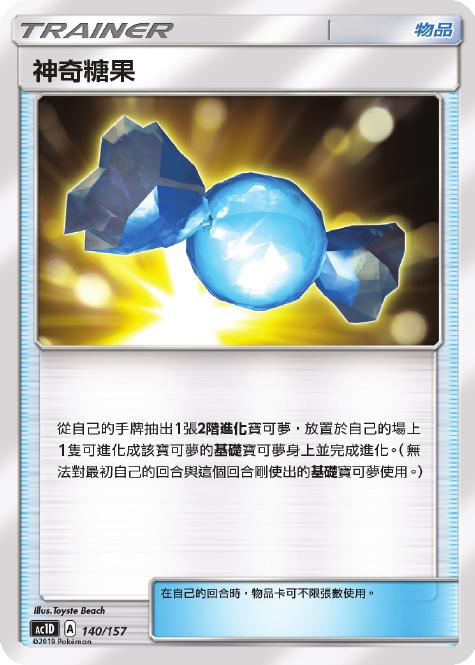 TRAINER
物品
神奇糖果
從自己的手牌抽出1張2階進化寶可夢，放置於自己的場上
1隻可進化成該寶可夢的基礎寶可夢身上並完成進化。(無
法對最初自己的回合與這個回合剛使出的基礎寶可夢使用。)
在自己的回合時，物品卡可不限張數使用。
Illus.Toyste Beach
AC1D A 140/157
©2019 Pokémon